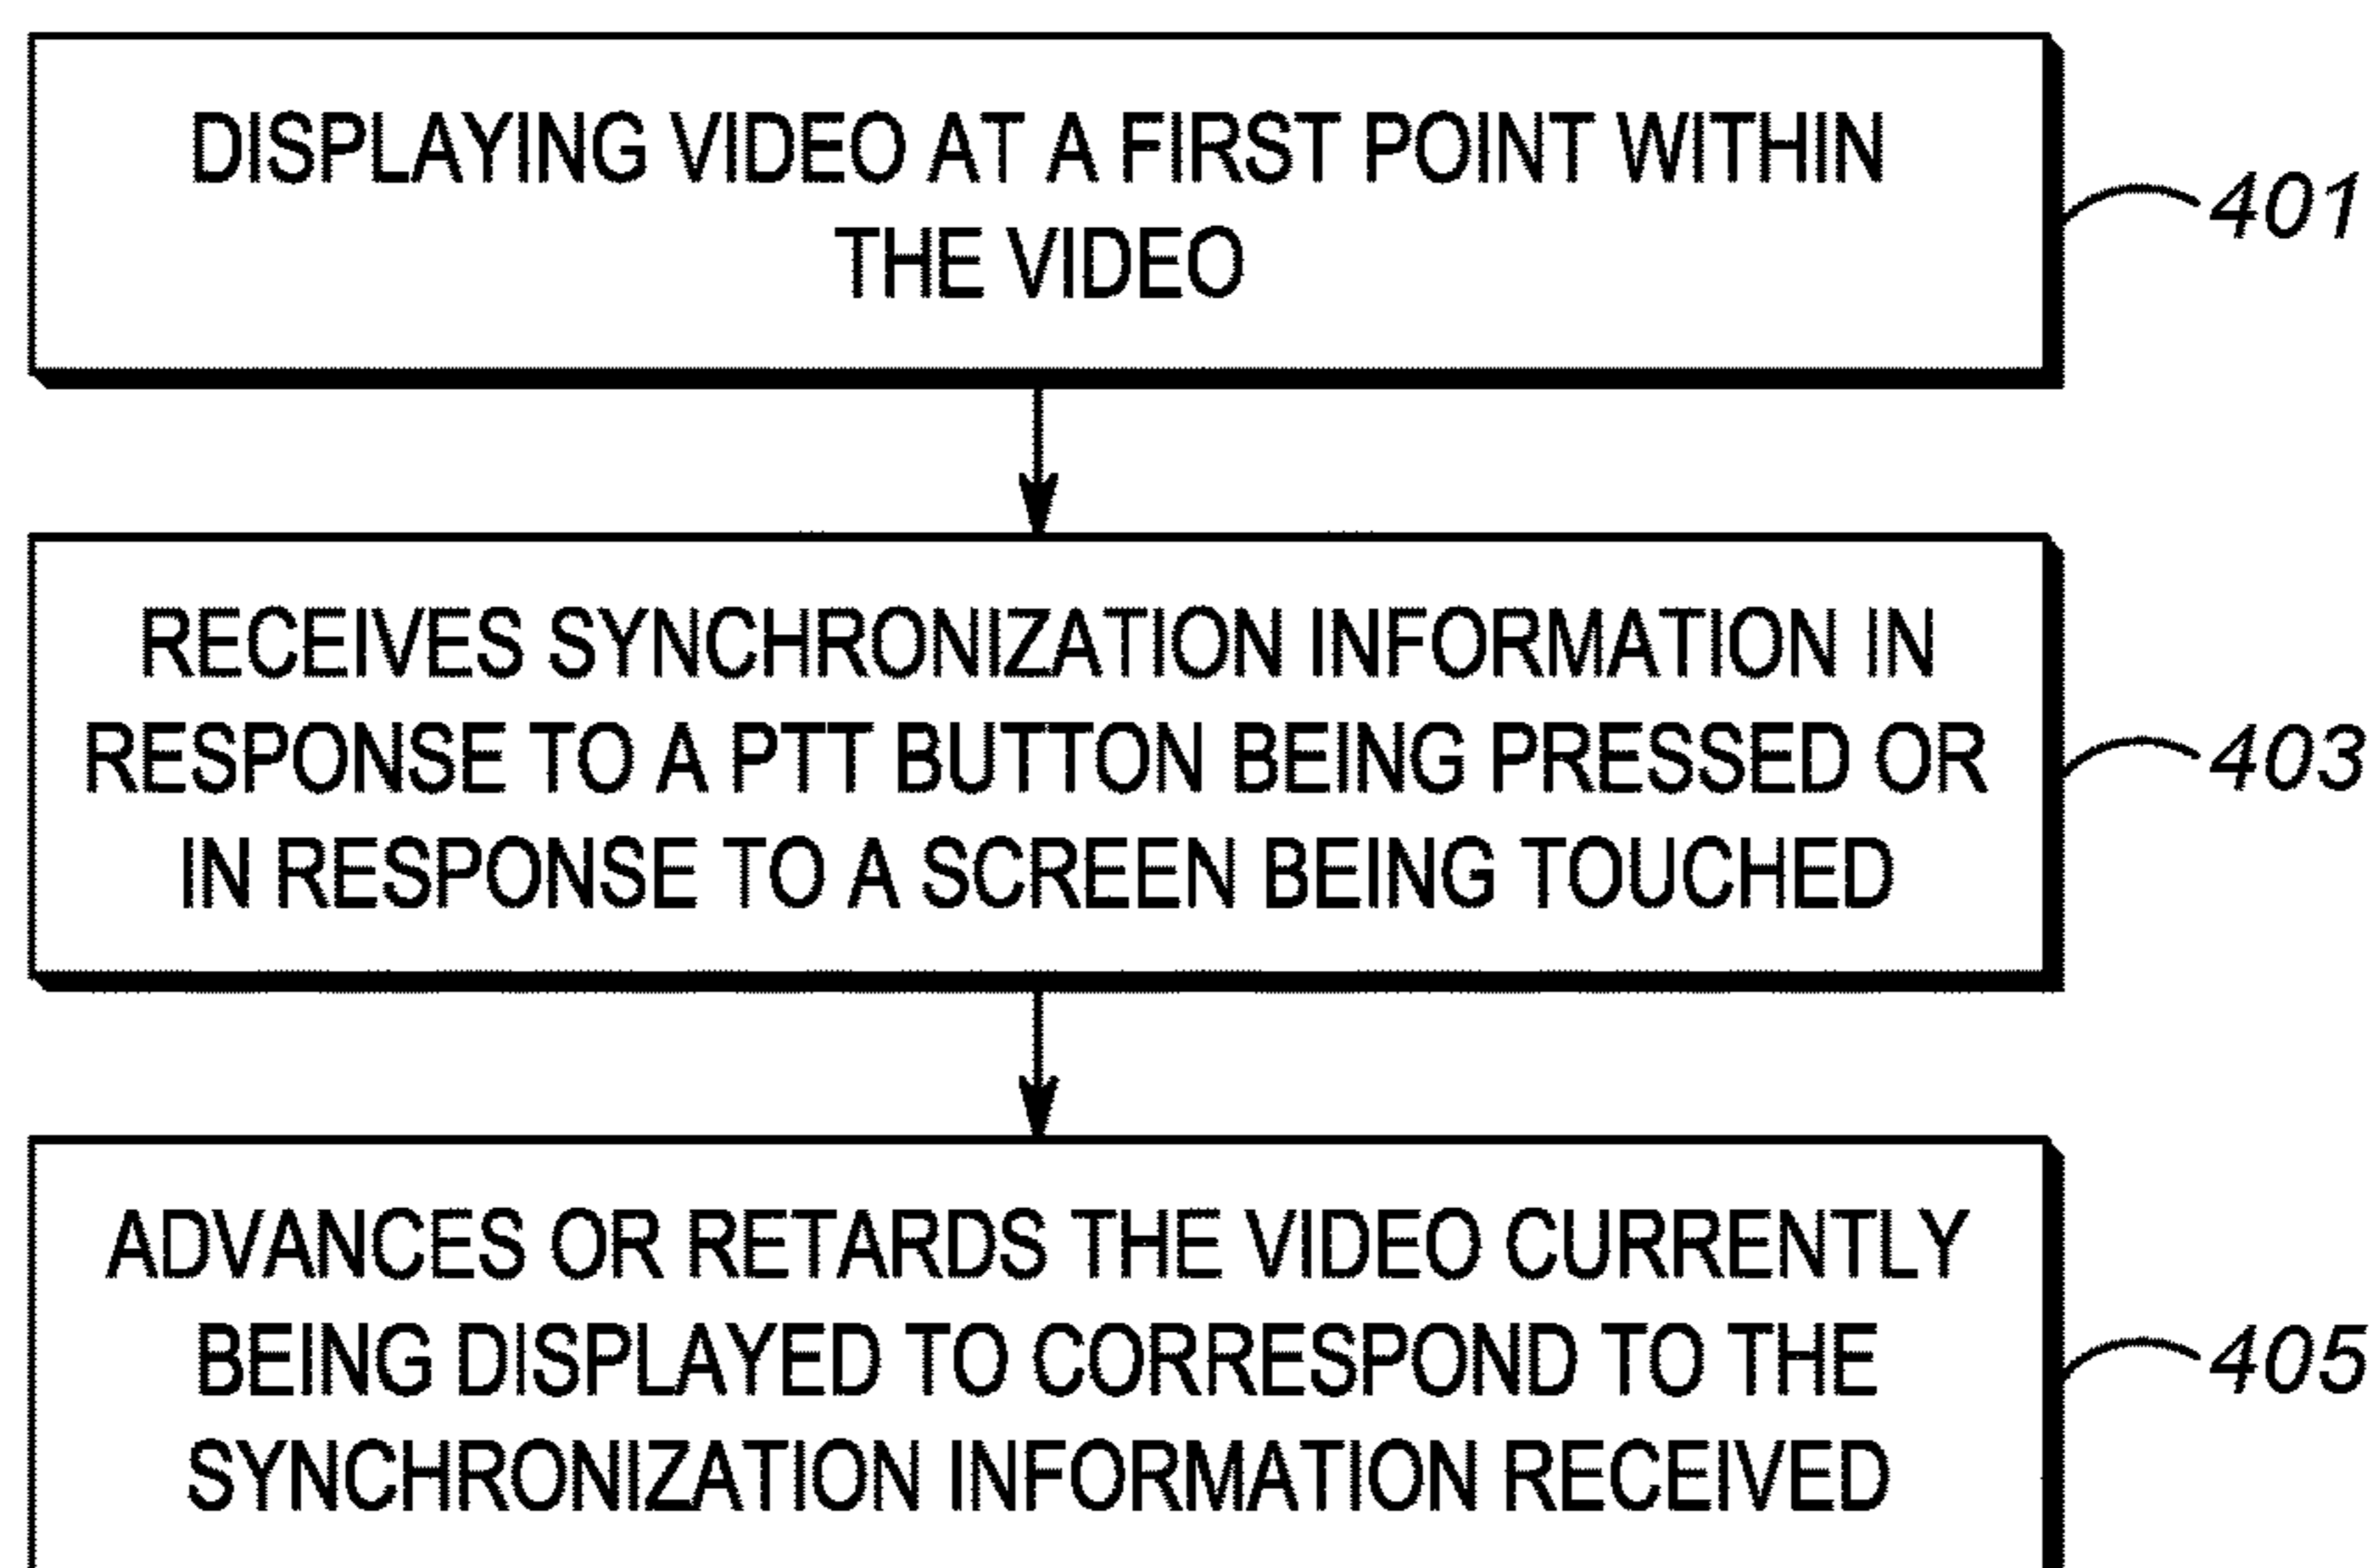 DISPLAYING VIDEO AT A FIRST POINT WITHIN
THE VIDEO
401
RECEIVES SYNCHRONIZATION INFORMATION IN
RESPONSE TO A PTT BUTTON BEING PRESSED OR
IN RESPONSE TO A SCREEN BEING TOUCHED
403
ADVANCES OR RETARDS THE VIDEO CURRENTLY
BEING DISPLAYED TO CORRESPOND TO THE
SYNCHRONIZATION INFORMATION RECEIVED
405